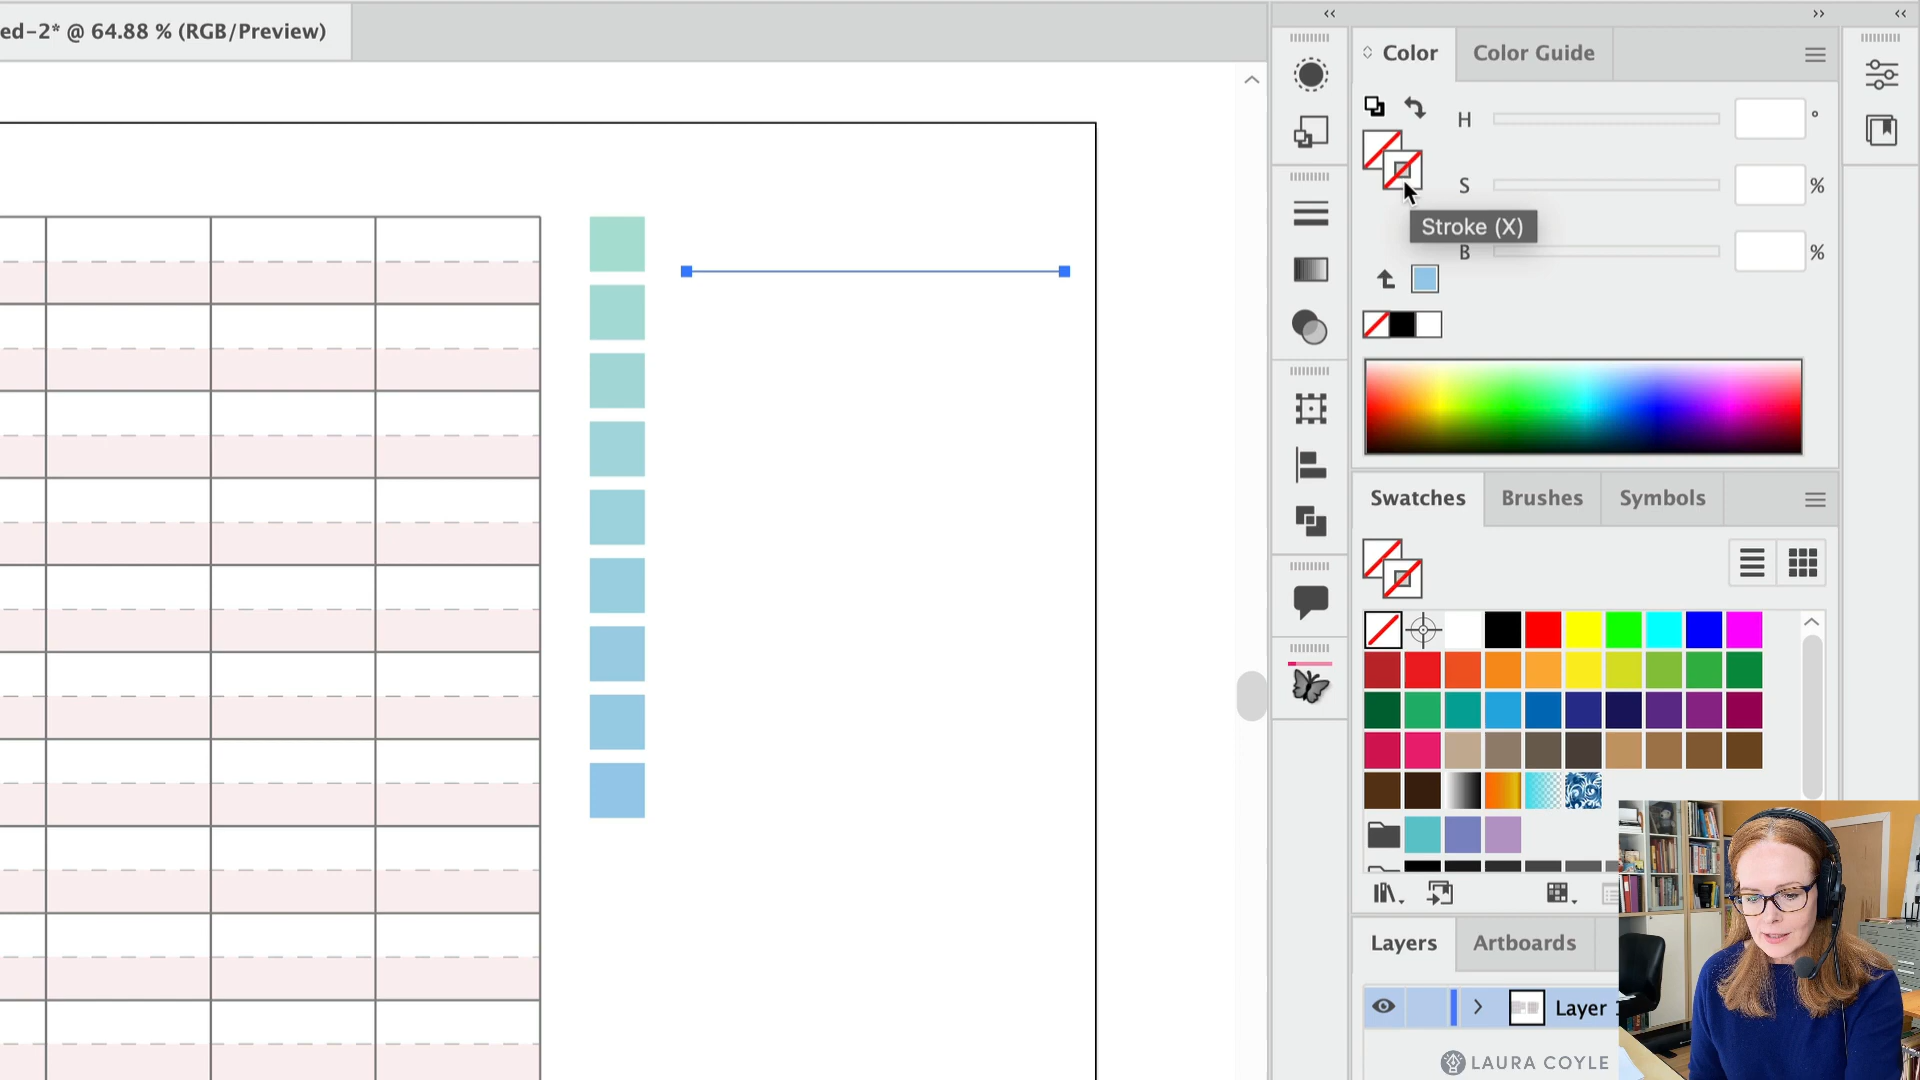 ed-2* @ 64.88 % (RGB/Preview)
Color
Color Guide
H
°
S
%
Stroke (X)
B
%
Swatches
Brushes
Symbols
Layers
Artboards
Layer
LAURA COYLE